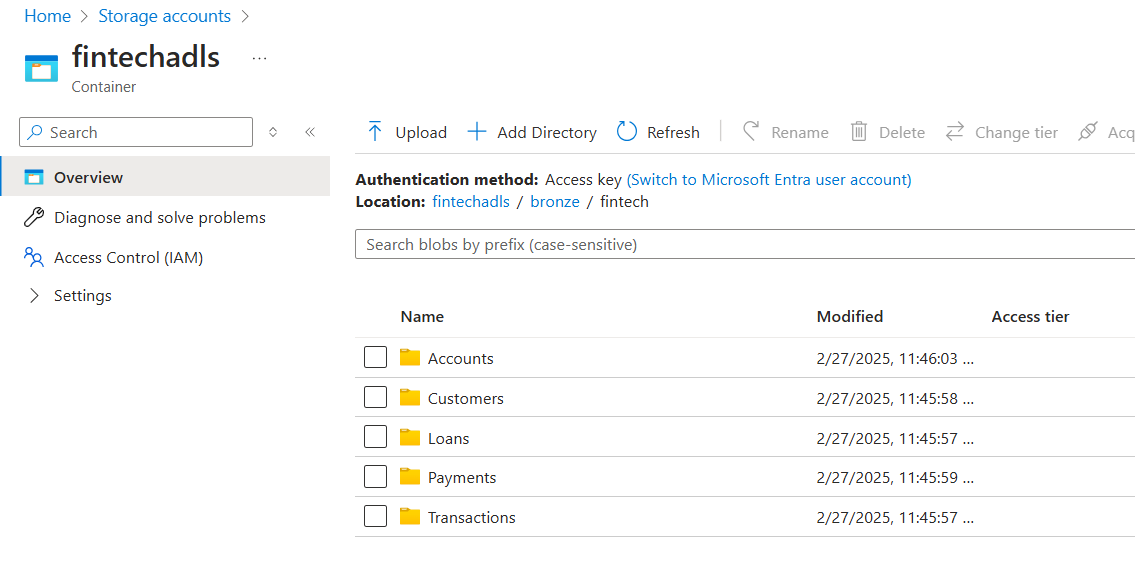 Home > Storage accounts >
fintechadls ...
Container
Search
Overview
Diagnose and solve problems
Access Control (IAM)
Settings
Upload Add Directory Refresh Rename Delete Change tier Acq
Authentication method: Access key (Switch to Microsoft Entra user account)
Location: fintechadls / bronze / fintech
Search blobs by prefix (case-sensitive)
Name Modified Access tier
Accounts 2/27/2025, 11:46:03 ...
Customers 2/27/2025, 11:45:58 ...
Loans 2/27/2025, 11:45:57 ...
Payments 2/27/2025, 11:45:59 ...
Transactions 2/27/2025, 11:45:57 ...